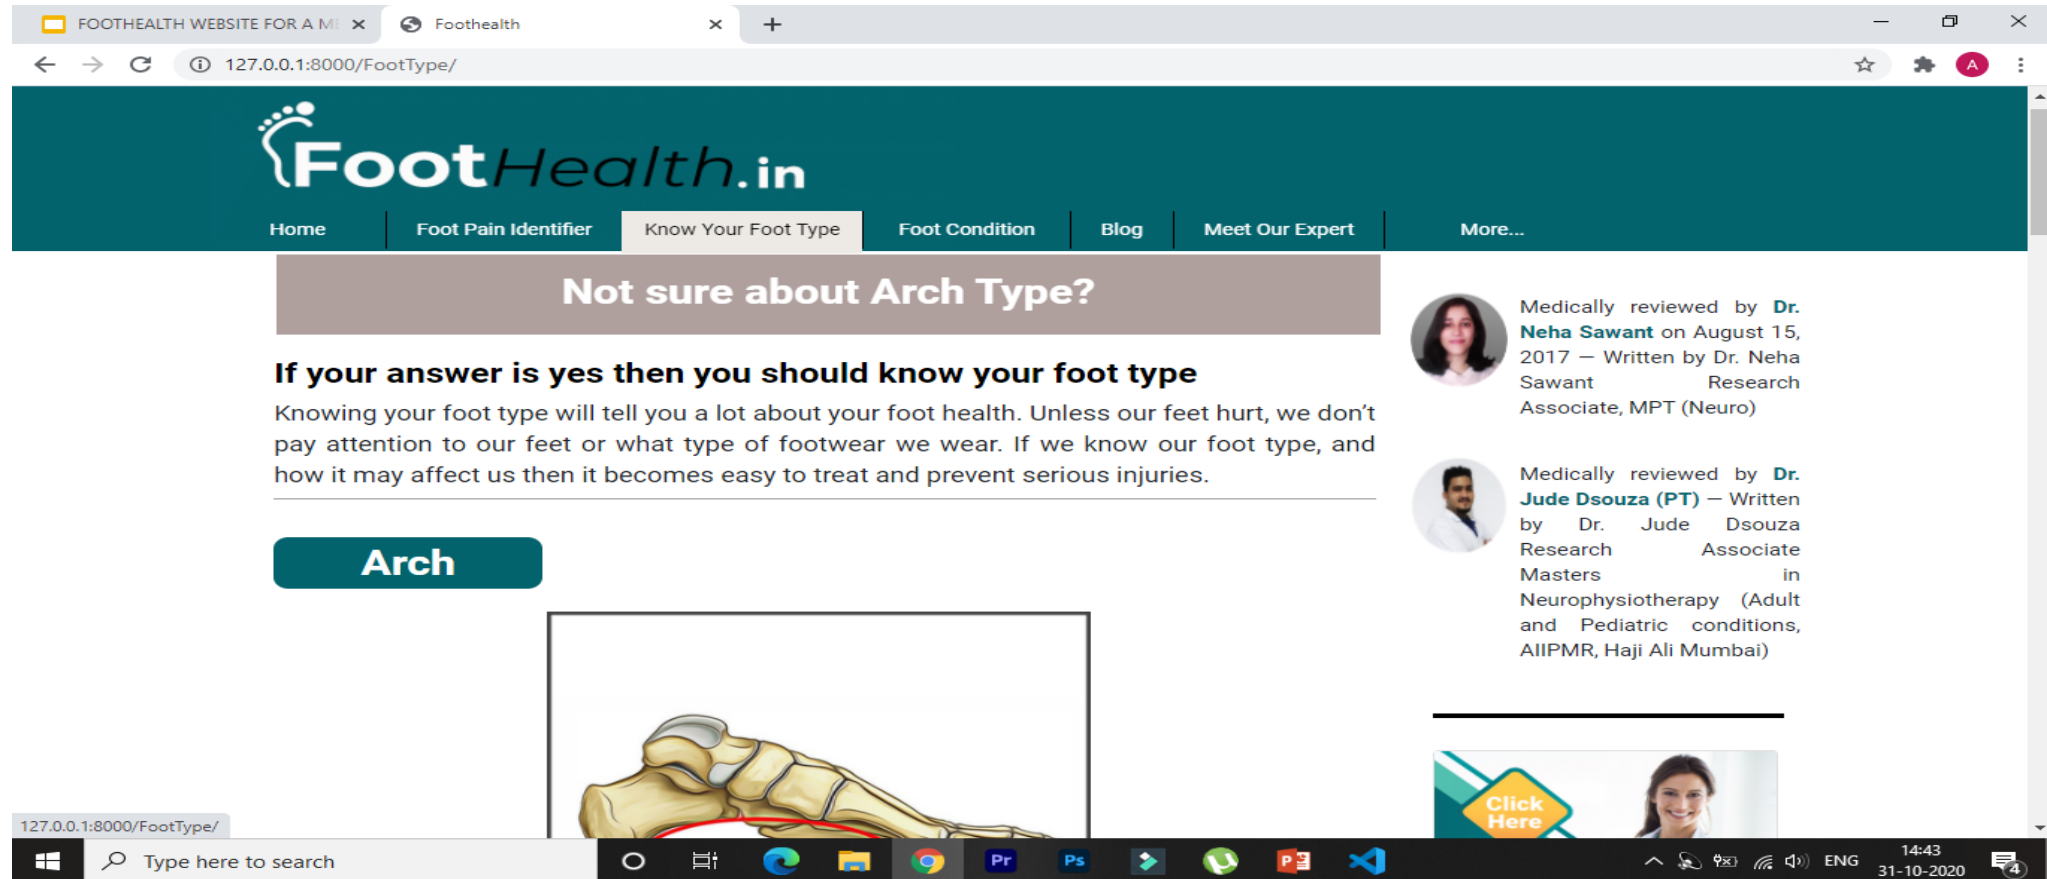 FOOTHEALTH WEBSITE FOR A M
Foothealth
127.0.0.1:8000/FootType/
A
FootHealth.in
Home
Foot Pain Identifier
Know Your Foot Type
Foot Condition
Blog
Meet Our Expert
More...
Not sure about Arch Type?
If your answer is yes then you should know your foot type
Knowing your foot type will tell you a lot about your foot health. Unless our feet hurt, we don’t
pay attention to our feet or what type of footwear we wear. If we know our foot type, and
how it may affect us then it becomes easy to treat and prevent serious injuries.
Arch
Medically reviewed by Dr.
Neha Sawant on August 15,
2017 — Written by Dr. Neha
Sawant Research
Associate, MPT (Neuro)
Medically reviewed by Dr.
Jude Dsouza (PT) — Written
by Dr. Jude Dsouza
Research Associate
Masters in
Neurophysiotherapy (Adult
and Pediatric conditions,
AIIPMR, Haji Ali Mumbai)
Click
Here
127.0.0.1:8000/FootType/
Type here to search
Pr
Ps
P
ENG
14:43
31-10-2020
4